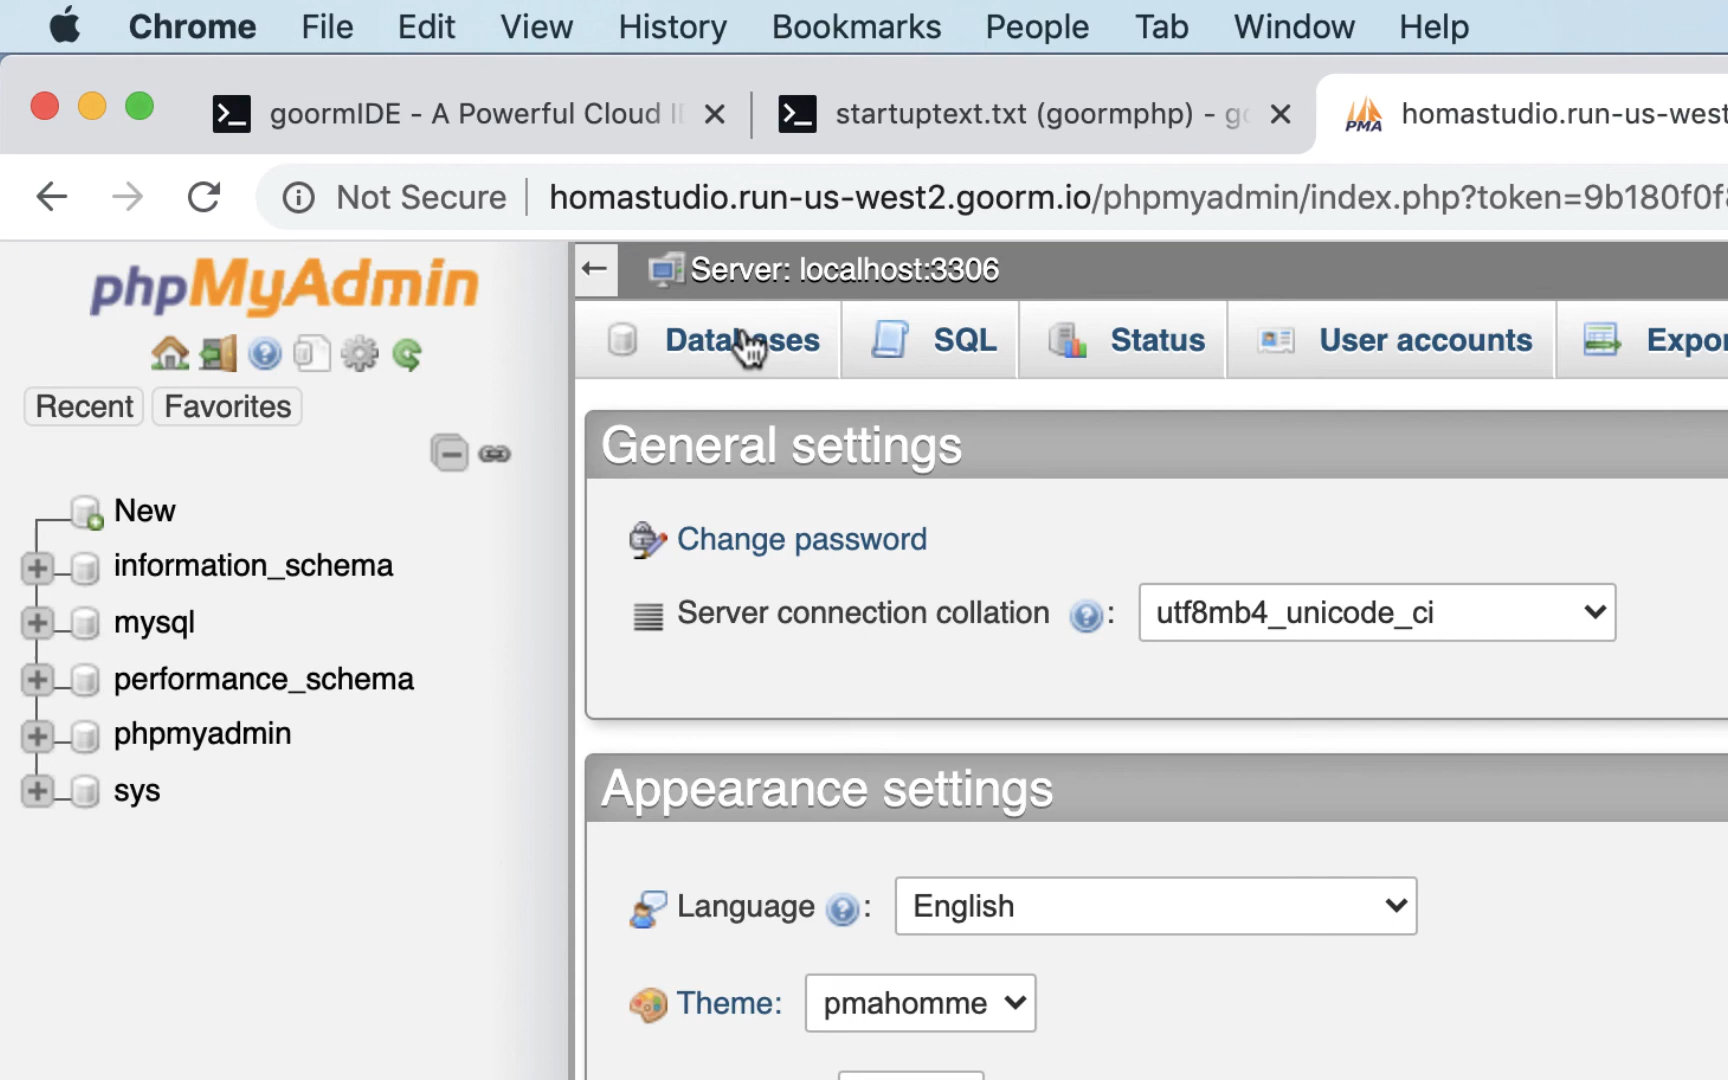 Chrome File Edit View History Bookmarks People Tab Window Help
goormIDE - A Powerful Cloud startuptext.txt (goormphp) - homastudio.run-us-west
Not Secure homastudio.run-us-west2.goorm.io/phpmyadmin/index.php?token=9b180f0f
phpMyAdmin
Recent Favorites
New
information_schema
mysql
performance_schema
phpmyadmin
sys
Server: localhost:3306
Databases SQL Status User accounts Expor
General settings
Change password
Server connection collation : utf8mb4_unicode_ci
Appearance settings
Language : English
Theme: pmahomme